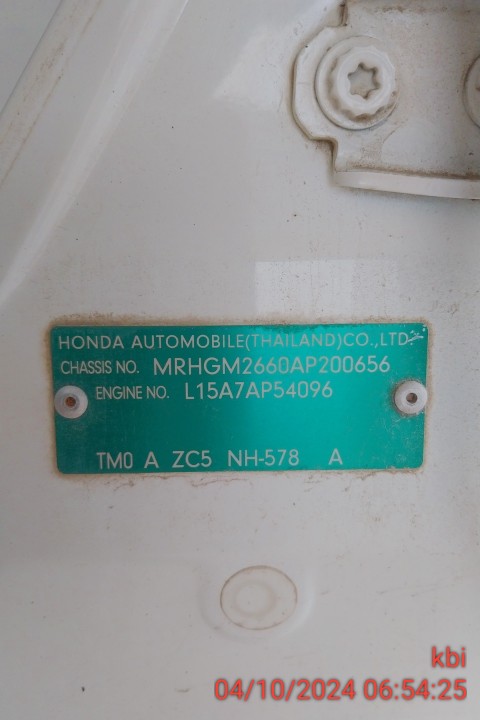 HONDA AUTOMOBILE(THAILAND)CO.,LTD.
CHASSIS NO. MRHGM2660AP200656
ENGINE NO. L15A7AP54096
TM0 A ZC5 NH-578 A
kbi
04/10/2024 06:54:25